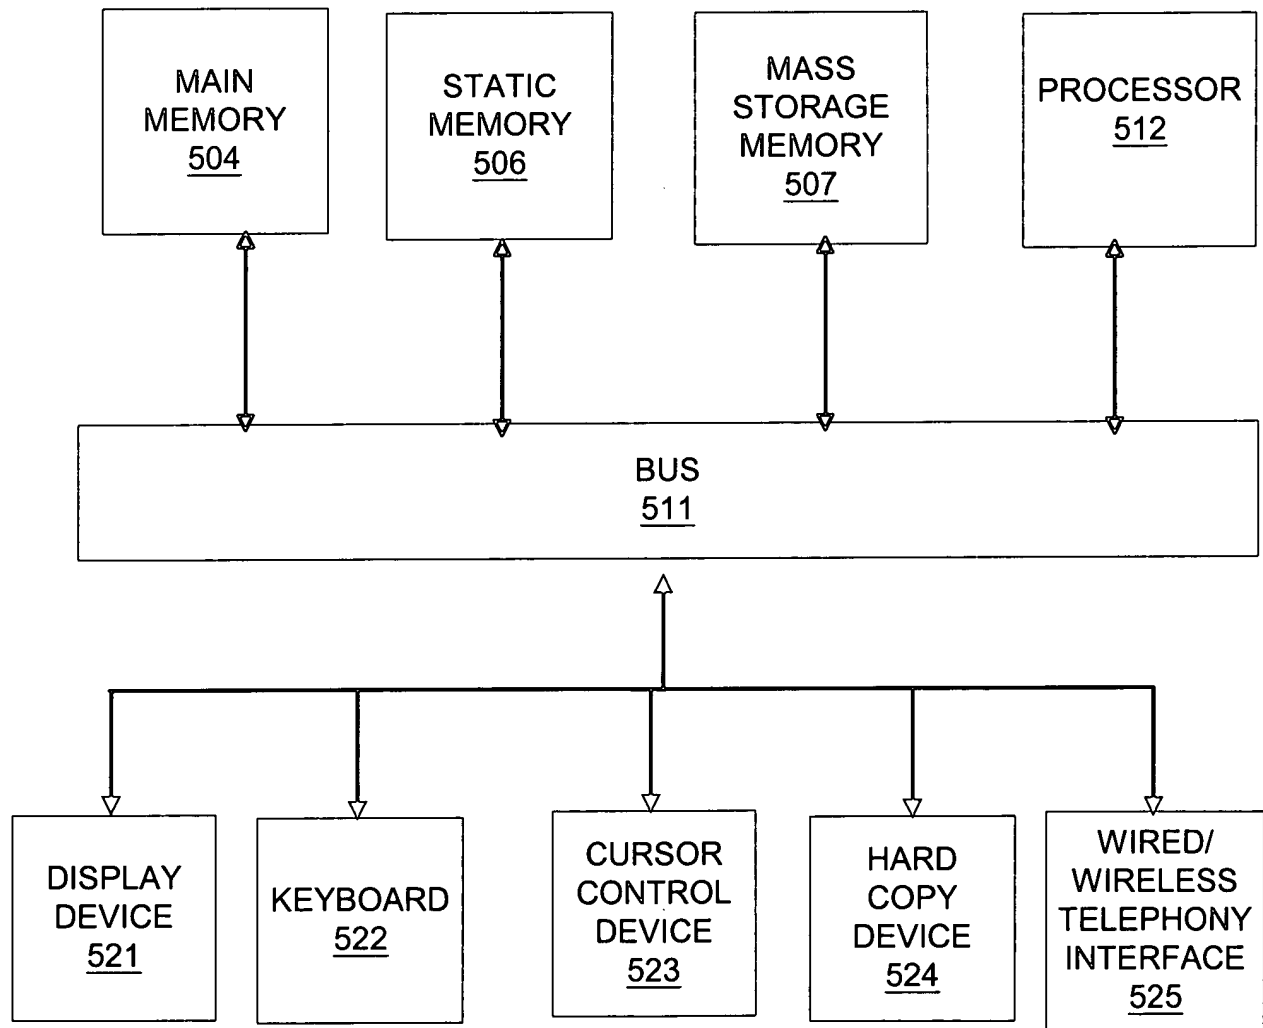 MAIN
MEMORY
504
STATIC
MEMORY
506
MASS
STORAGE
MEMORY
507
PROCESSOR
512
BUS
511
DISPLAY
DEVICE
521
KEYBOARD
522
CURSOR
CONTROL
DEVICE
523
HARD
COPY
DEVICE
524
WIRED/
WIRELESS
TELEPHONY
INTERFACE
525